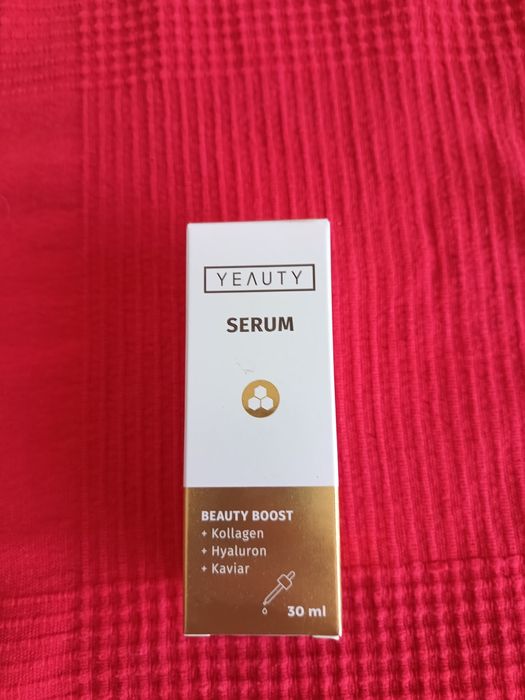 YEAUTY
SERUM
BEAUTY BOOST
+ Kollagen
+ Hyaluron
+ Kaviar
30 ml